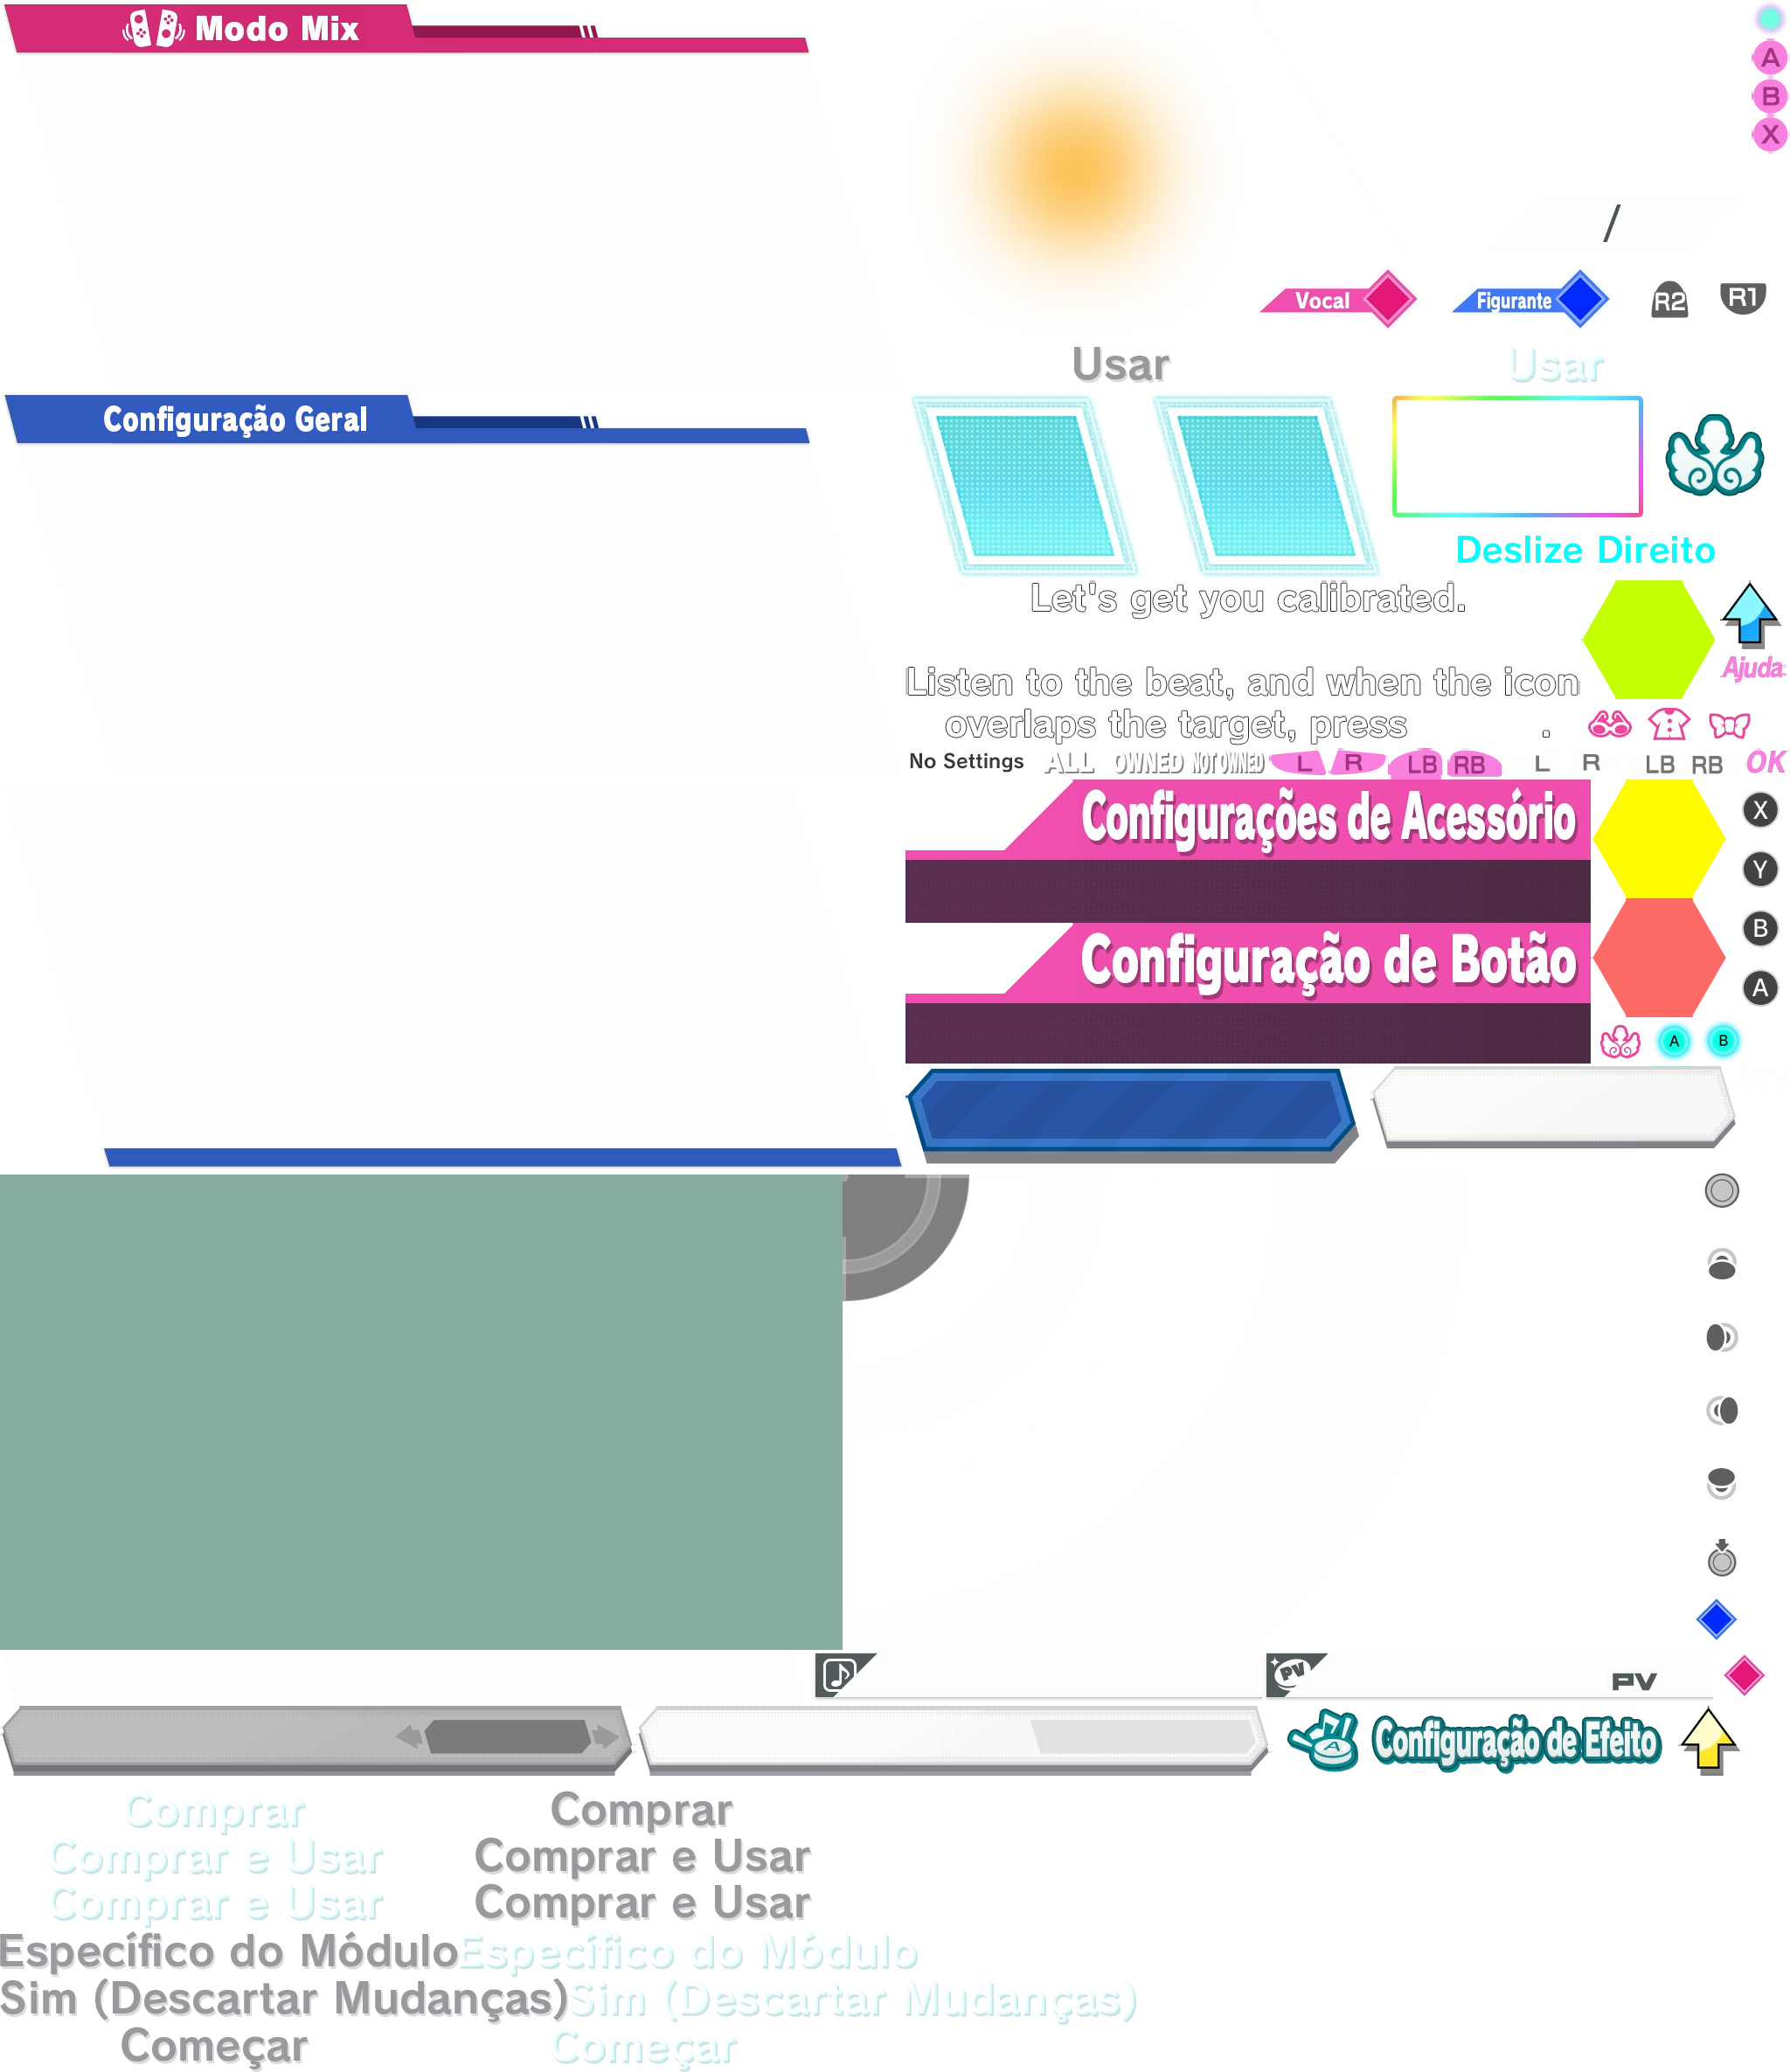 Modo Mix
A
B
X
/
Vocal
Figurante
R2
R1
Usar
Usar
Configuração Geral
Deslize Direito
Let's get you calibrated.
Listen to the beat, and when the icon
overlaps the target, press .
Ajuda
No Settings
ALL
OWNED
NOT OWNED
L
R
LB
RB
L
R
LB
RB
OK
Configurações de Acessório
X
Y
Configuração de Botão
B
A
A
B
PV
PV
A
Configuração de Efeito
Comprar
Comprar
Comprar e Usar
Comprar e Usar
Comprar e Usar
Comprar e Usar
Específico do Módulo
Específico do Módulo
Sim (Descartar Mudanças)
Sim (Descartar Mudanças)
Começar
Começar